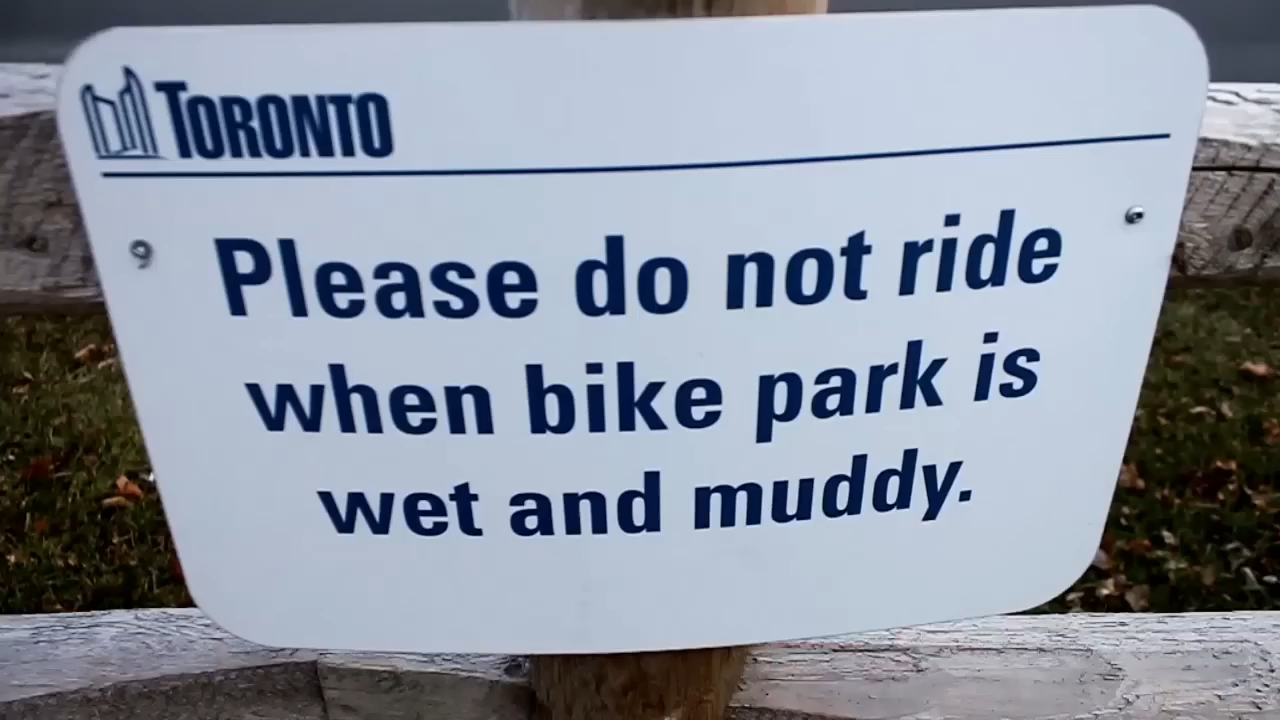 TORONTO
Please do not ride
when bike park is
wet and muddy.